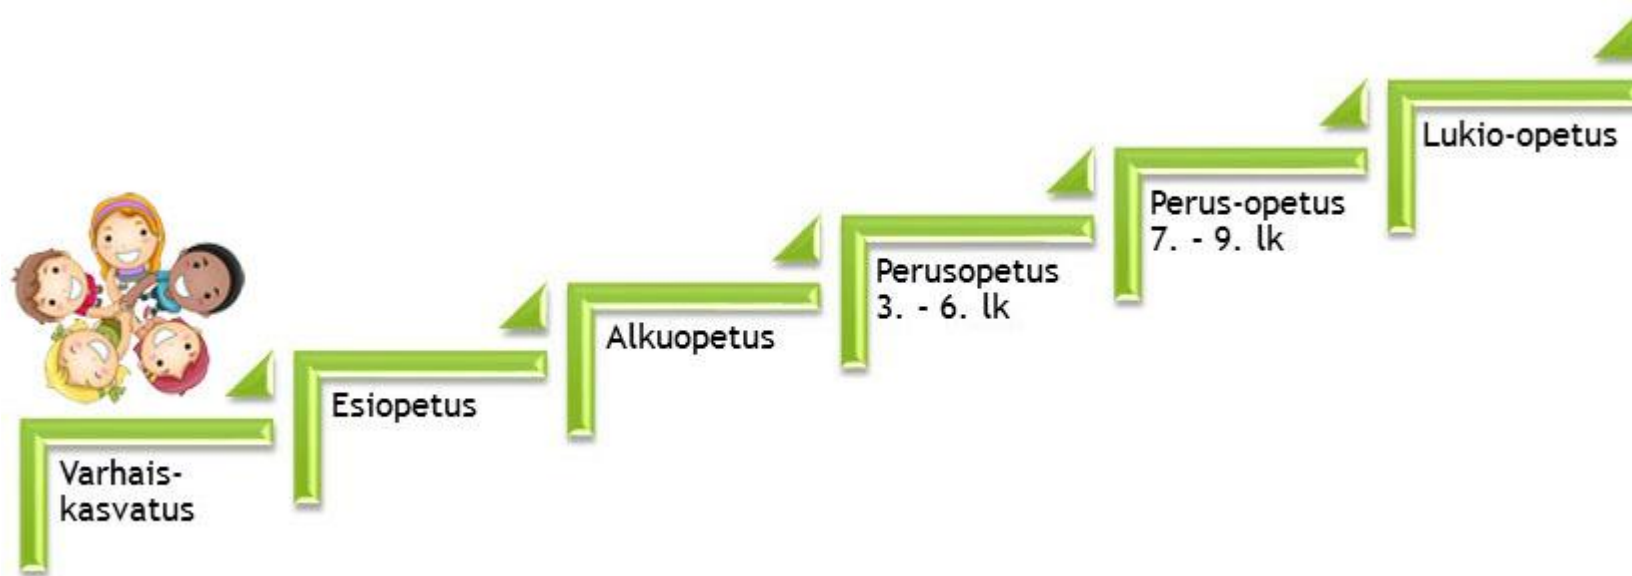 Varhais-
kasvatus
Esiopetus
Alkuopetus
Perusopetus
3. - 6. lk
Perus-opetus
7. - 9. lk
Lukio-opetus